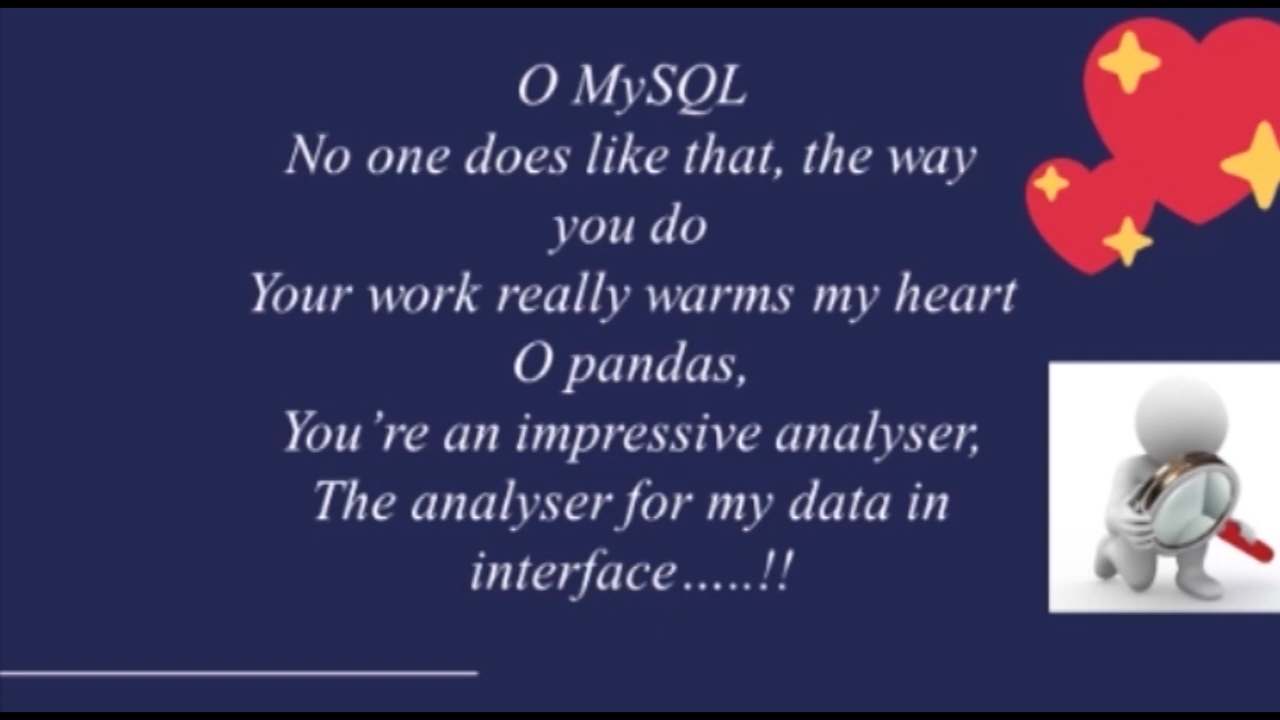 O MySQL
No one does like that, the way
you do
Your work really warms my heart
O pandas,
You’re an impressive analyser,
The analyser for my data in
interface.....!!